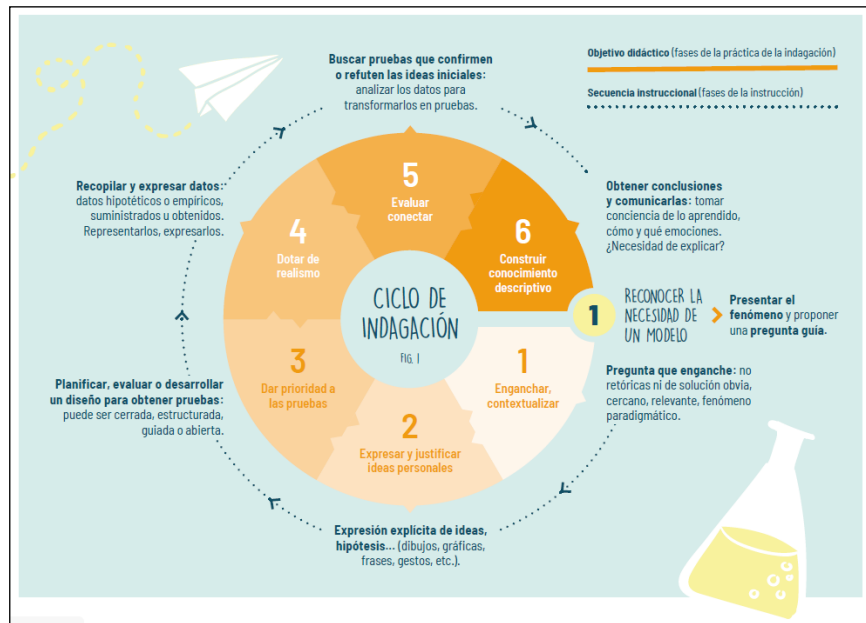 Objetivo didáctico (fases de la práctica de la indagación)
Secuencia instruccional (fases de la instrucción)
Buscar pruebas que confirmen
o refuten las ideas iniciales:
analizar los datos para
transformarlos en pruebas.
Recopilar y expresar datos:
datos hipotéticos o empíricos,
suministrados u obtenidos.
Representarlos, expresarlos.
Obtener conclusiones
y comunicarlas: tomar
conciencia de lo aprendido,
cómo y qué emociones.
¿Necesidad de explicar?
5
Evaluar
conectar
4
Dotar de
realismo
6
Construir
conocimiento
descriptivo
CICLO DE
INDAGACIÓN
FIG. 1
1
RECONOCER LA
NECESIDAD DE
UN MODELO
Presentar el
fenómeno y proponer
una pregunta guía.
3
Dar prioridad a
las pruebas
1
Enganchar,
contextualizar
2
Expresar y justificar
ideas personales
Planificar, evaluar o desarrollar
un diseño para obtener pruebas:
puede ser cerrada, estructurada,
guiada o abierta.
Pregunta que enganche: no
retóricas ni de solución obvía,
cercano, relevante, fenómeno
paradigmático.
Expresión explicita de ideas,
hipótesis... (dibujos, gráficas,
frases, gestos, etc.).